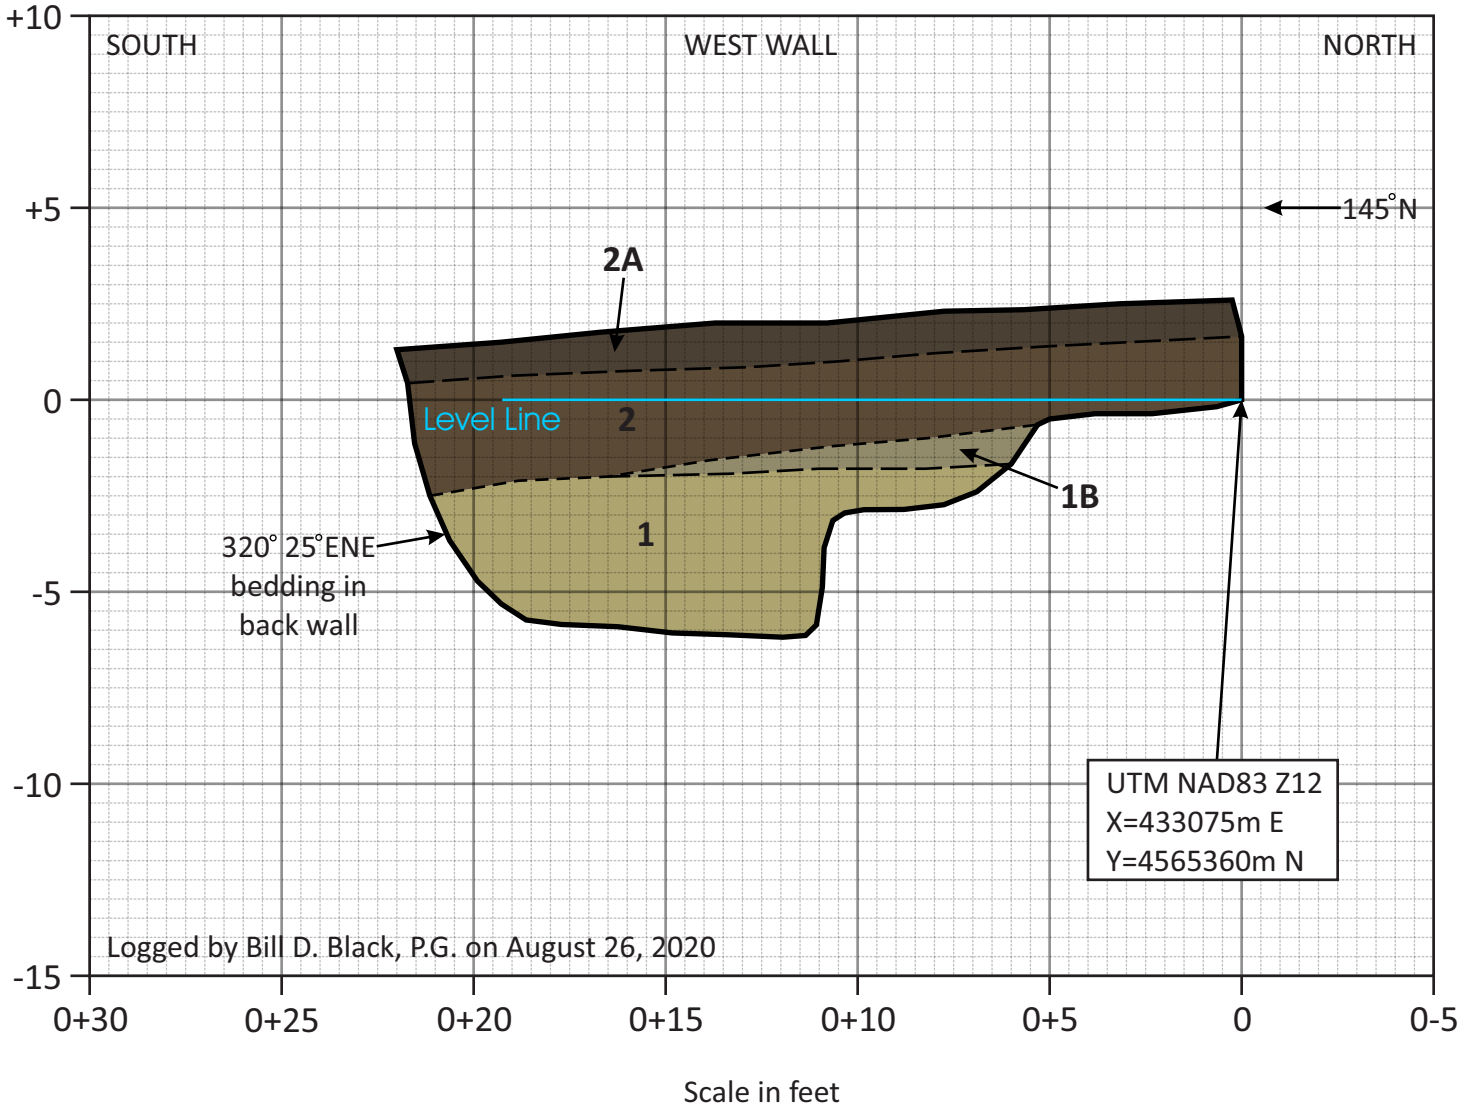 +10
SOUTH
WEST WALL
NORTH
+5
145°N
2A
0
Level Line
2
1B
1
320° 25°ENE
bedding in
back wall
-5
-10
UTM NAD83 Z12
X=433075m E
Y=4565360m N
Logged by Bill D. Black, P.G. on August 26, 2020
-15
0+30
0+25
0+20
0+15
0+10
0+5
0
0-5
Scale in feet